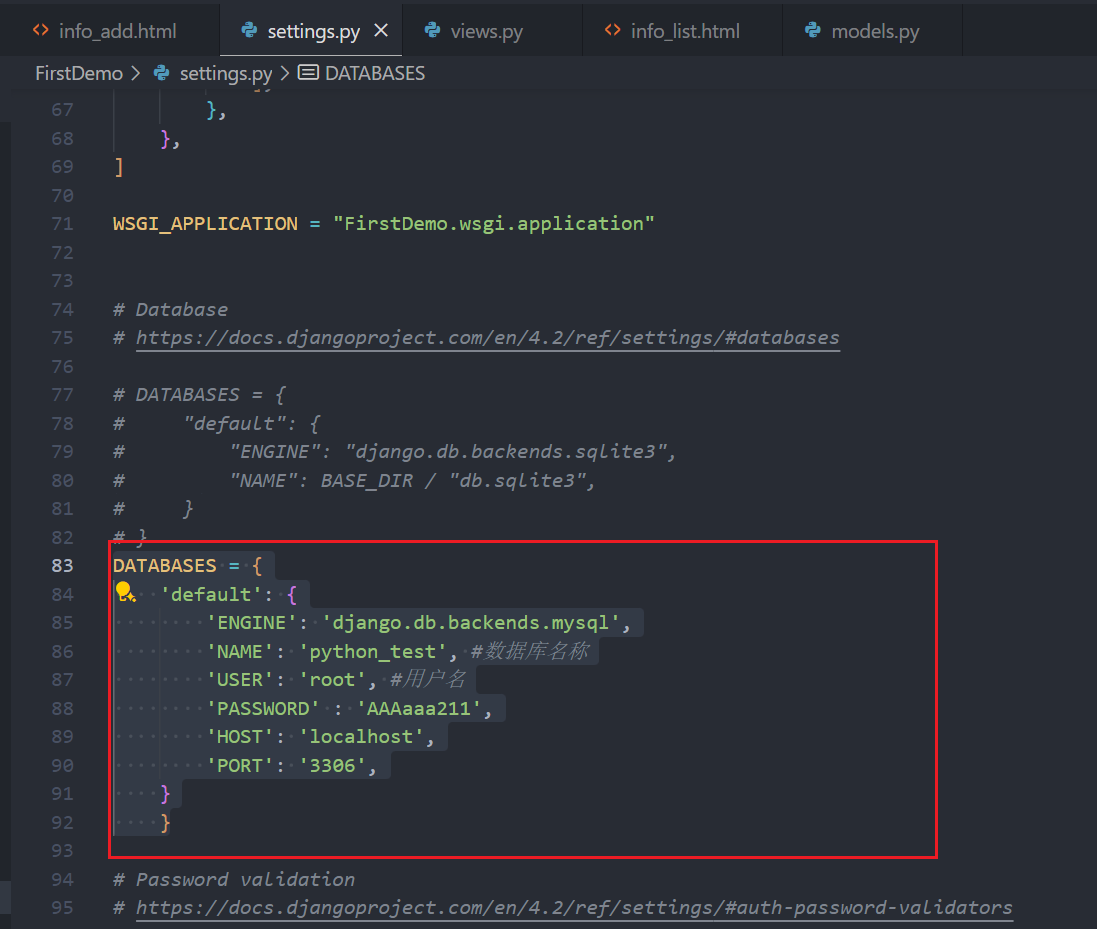 info_add.html settings.py views.py info_list.html models.py
FirstDemo > settings.py > DATABASES
67 },
68 },
69 ]
70
71 WSGI_APPLICATION = "FirstDemo.wsgi.application"
72
73
74 # Database
75 # https://docs.djangoproject.com/en/4.2/ref/settings/#databases
76
77 # DATABASES = {
78 #     "default": {
79 #         "ENGINE": "django.db.backends.sqlite3",
80 #         "NAME": BASE_DIR / "db.sqlite3",
81 #     }
82 # }
83 DATABASES = {
84     'default': {
85         'ENGINE': 'django.db.backends.mysql',
86         'NAME': 'python_test', #数据库名称
87         'USER': 'root', #用户名
88         'PASSWORD' : 'AAAaaa211',
89         'HOST': 'localhost',
90         'PORT': '3306',
91     }
92     }
93
94 # Password validation
95 # https://docs.djangoproject.com/en/4.2/ref/settings/#auth-password-validators